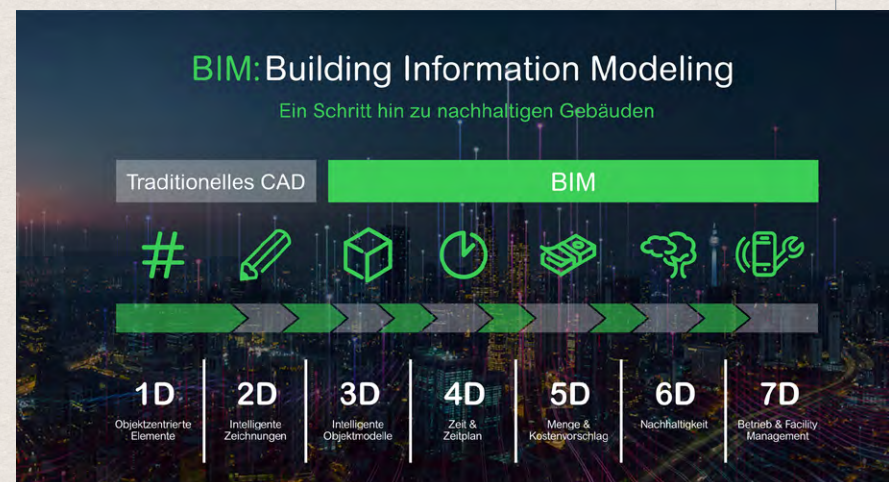 BIM: Building Information Modeling
Ein Schritt hin zu nachhaltigen Gebäuden
Traditionelles CAD
BIM
#
1D
Objektzentrierte
Elemente
2D
Intelligente
Zeichnungen
3D
Intelligente
Objektmodelle
4D
Zeit &
Zeitplan
5D
Menge &
Kostenvorschlag
6D
Nachhaltigkeit
7D
Betrieb & Facility
Management